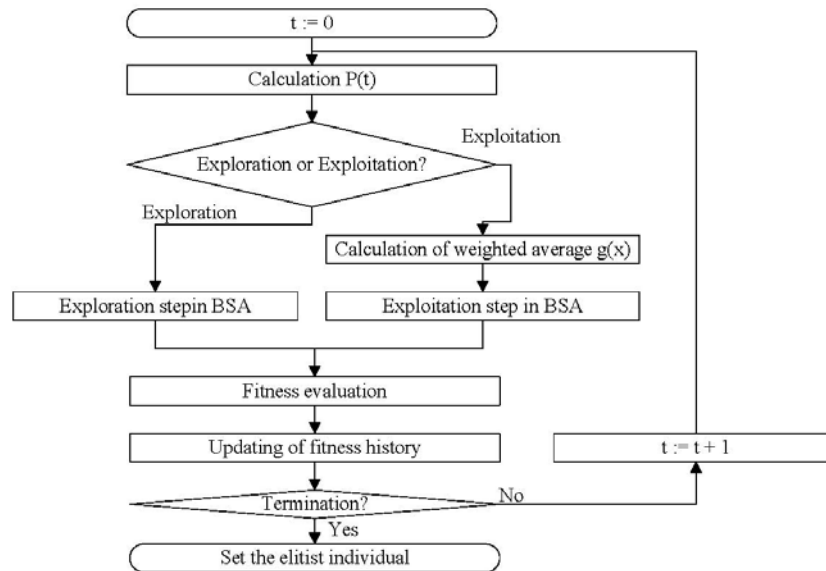 t := 0
Calculation P(t)
Exploitation
Exploration or Exploitation?
Exploration
Calculation of weighted average g(x)
Exploration stepin BSA
Exploitation step in BSA
Fitness evaluation
Updating of fitness history
t := t + 1
Termination?
No
Yes
Set the elitist individual